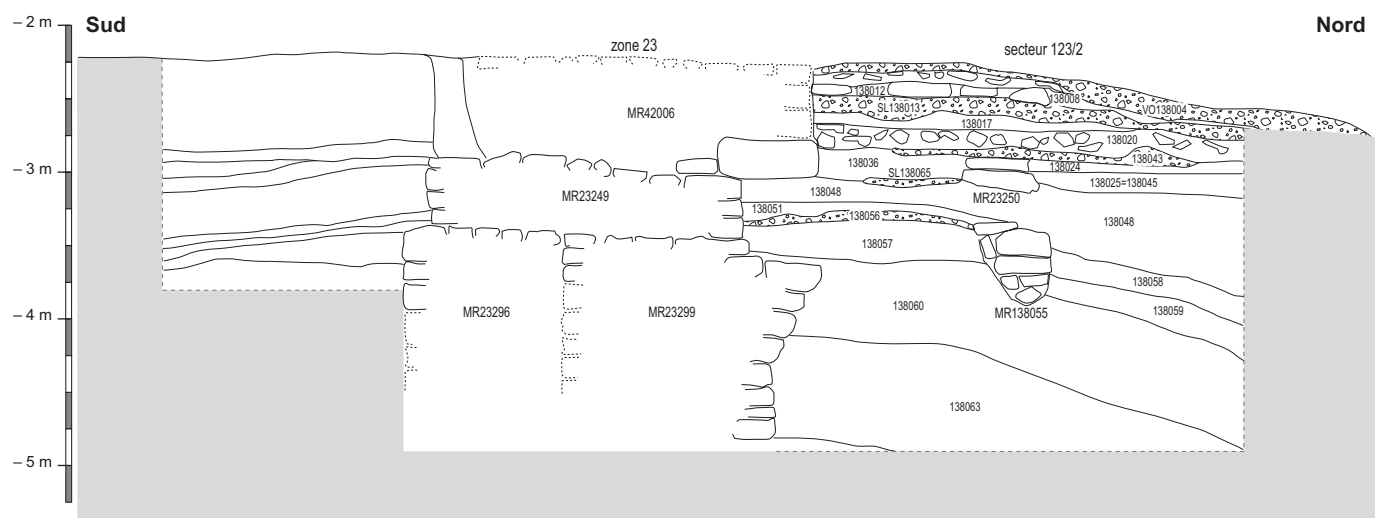 – 2 m
Sud
Nord
zone 23
secteur 123/2
138012
138008
SL138013
VO138004
MR42006
138017
138020
– 3 m
138036
138043
138024
SL138065
138025=138045
138048
MR23249
MR23250
138051
138056
138048
138057
138058
– 4 m
MR23296
MR23299
138060
MR138055
138059
138063
– 5 m